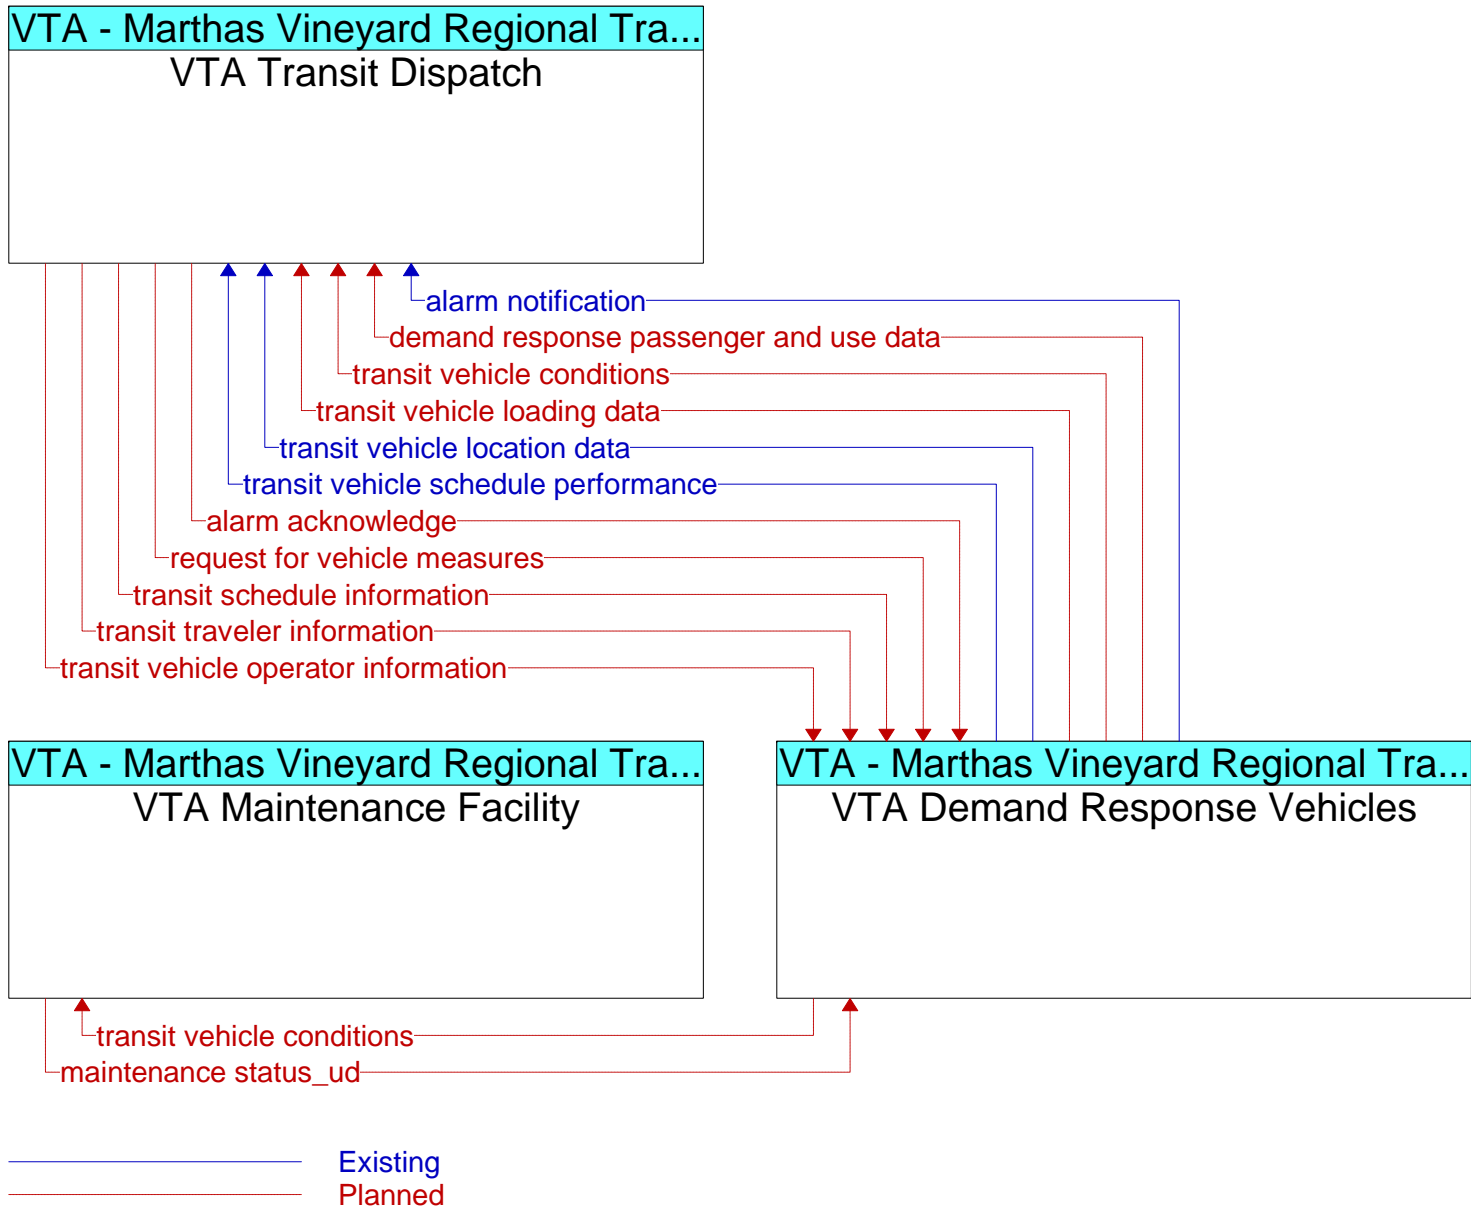 VTA - Marthas Vineyard Regional Tra...
VTA Transit Dispatch
alarm notification
demand response passenger and use data
transit vehicle conditions
transit vehicle loading data
transit vehicle location data
transit vehicle schedule performance
alarm acknowledge
request for vehicle measures
transit schedule information
transit traveler information
transit vehicle operator information
VTA - Marthas Vineyard Regional Tra...
VTA Maintenance Facility
VTA - Marthas Vineyard Regional Tra...
VTA Demand Response Vehicles
transit vehicle conditions
maintenance status_ud
Existing
Planned